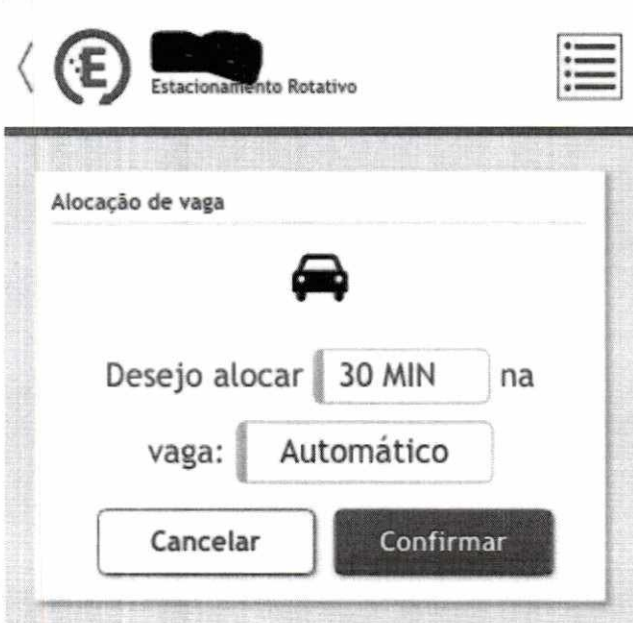 E
Estacionamento Rotativo
Alocação de vaga
Desejo alocar 30 MIN na
vaga: Automático
Cancelar Confirmar